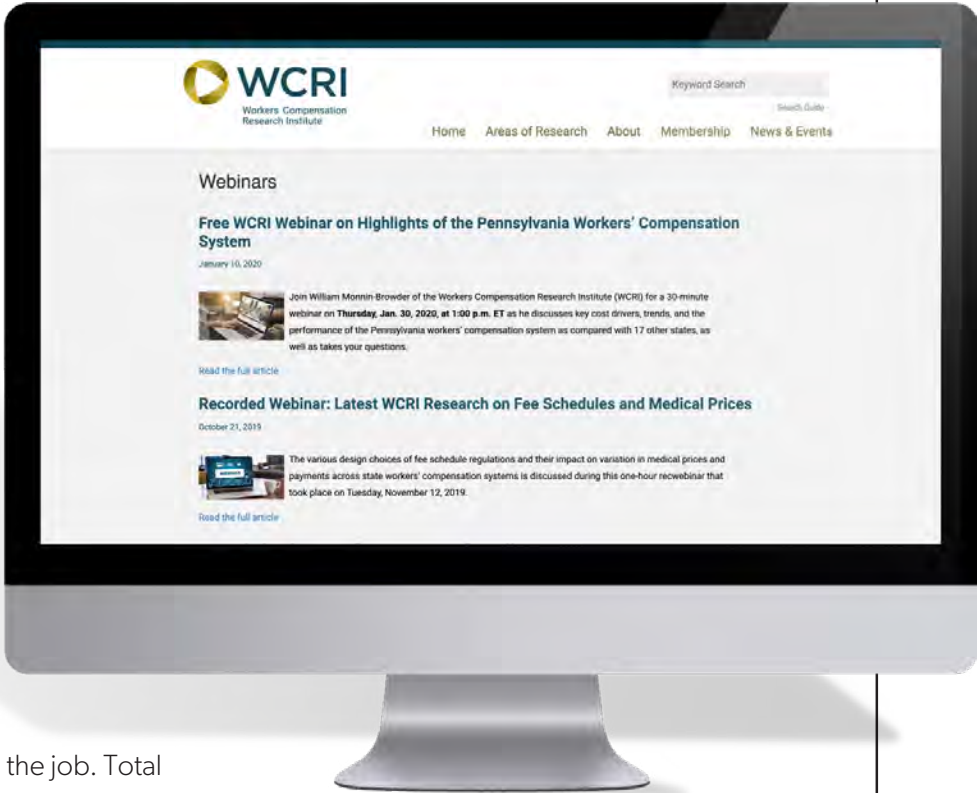 WCRI
Workers Compensation
Research Institute
Keyword Search
Search Guide
Home Areas of Research About Membership News & Events
Webinars
Free WCRI Webinar on Highlights of the Pennsylvania Workers' Compensation
System
January 10, 2020
Join William Monnin-Browder of the Workers Compensation Research Institute (WCRI) for a 30-minute
webinar on Thursday, Jan. 30, 2020, at 1:00 p.m. ET as he discusses key cost drivers, trends, and the
performance of the Pennsylvania workers' compensation system as compared with 17 other states, as
well as takes your questions.
Read the full article
Recorded Webinar: Latest WCRI Research on Fee Schedules and Medical Prices
October 21, 2019
WEBINAR
The various design choices of fee schedule regulations and their impact on variation in medical prices and
payments across state workers' compensation systems is discussed during this one-hour recwebinar that
took place on Tuesday, November 12, 2019.
Read the full article
the job. Total